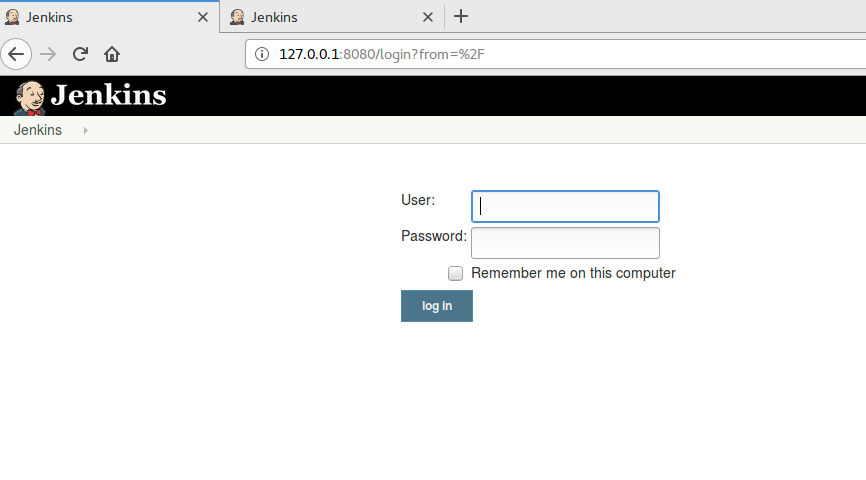 Jenkins Jenkins
127.0.0.1:8080/login?from=%2F
Jenkins
Jenkins
User:
Password:
Remember me on this computer
log in